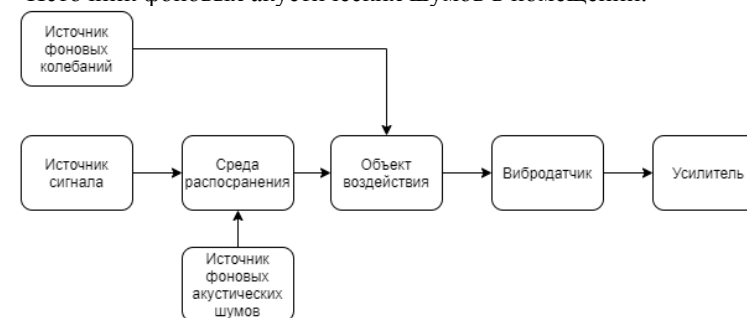 Источник фоновых акустических шумов в помещении.
Источник
фоновых
колебаний
Источник
сигнала
Среда
распосранения
Объект
воздействия
Вибродатчик
Усилитель
Источник
фоновых
акустических
шумов